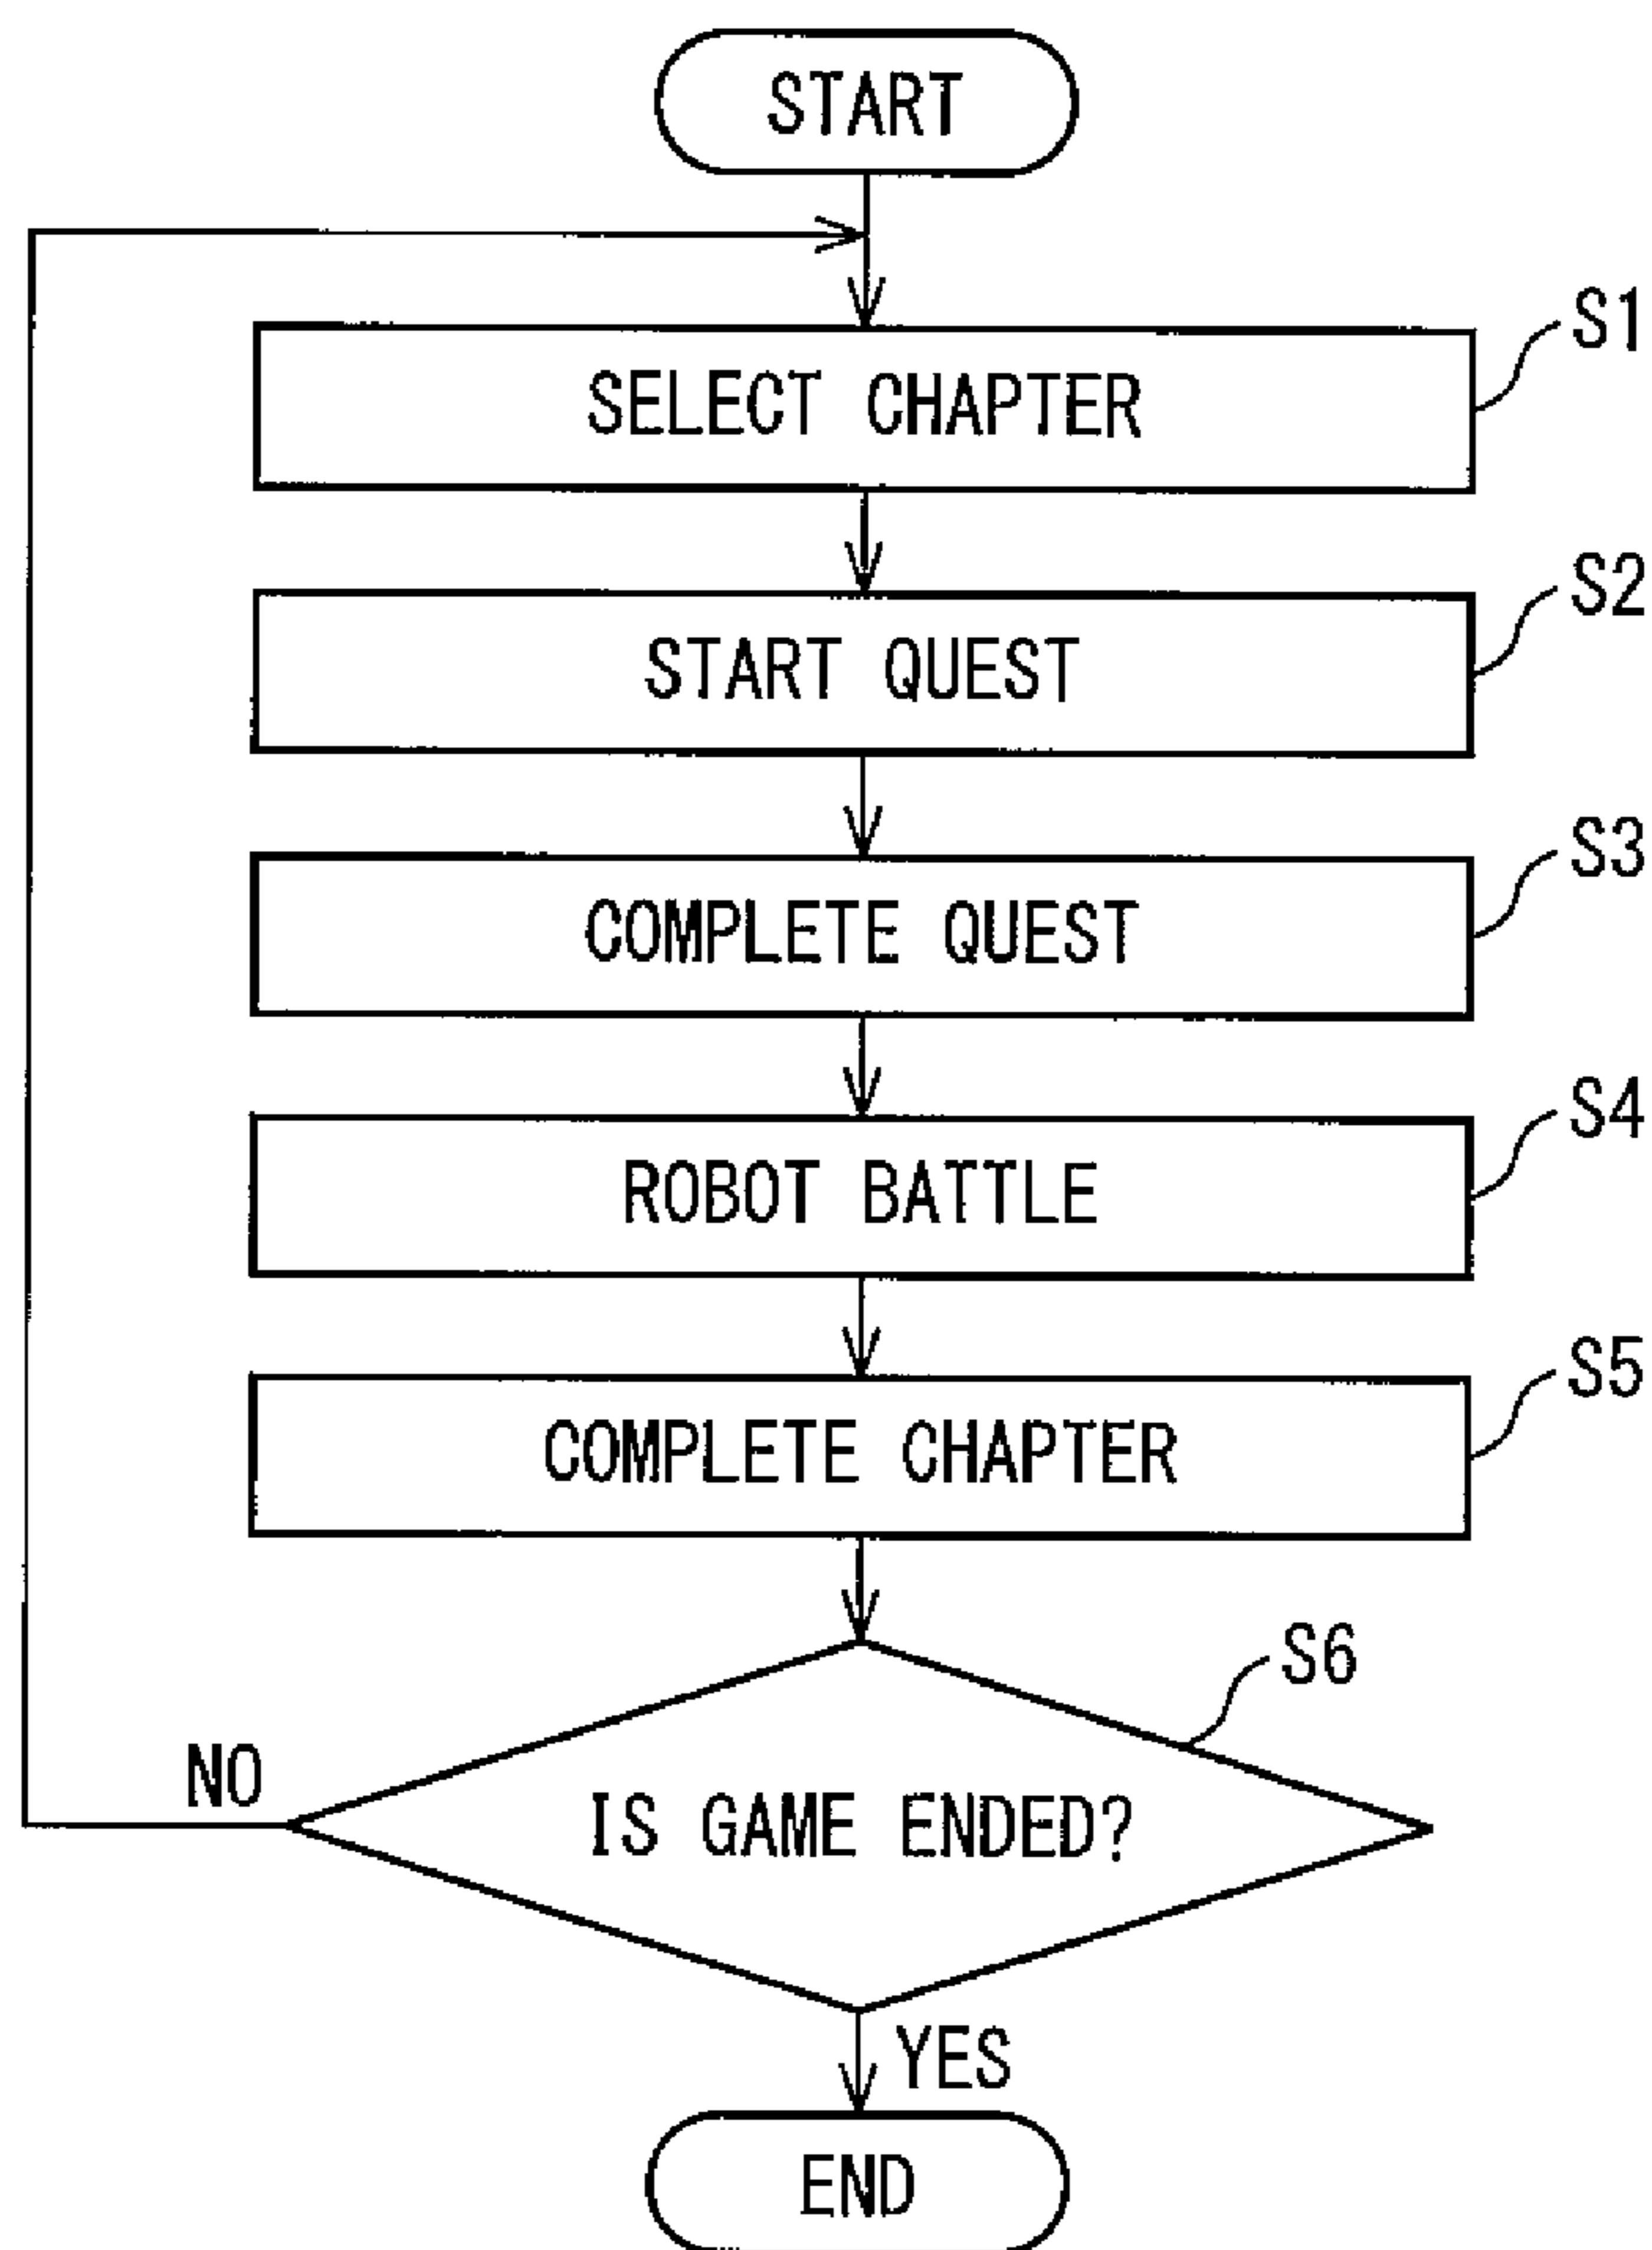 START
S1
SELECT CHAPTER
S2
START QUEST
S3
COMPLETE QUEST
S4
ROBOT BATTLE
S5
COMPLETE CHAPTER
S6
NO
IS GAME ENDED?
YES
END